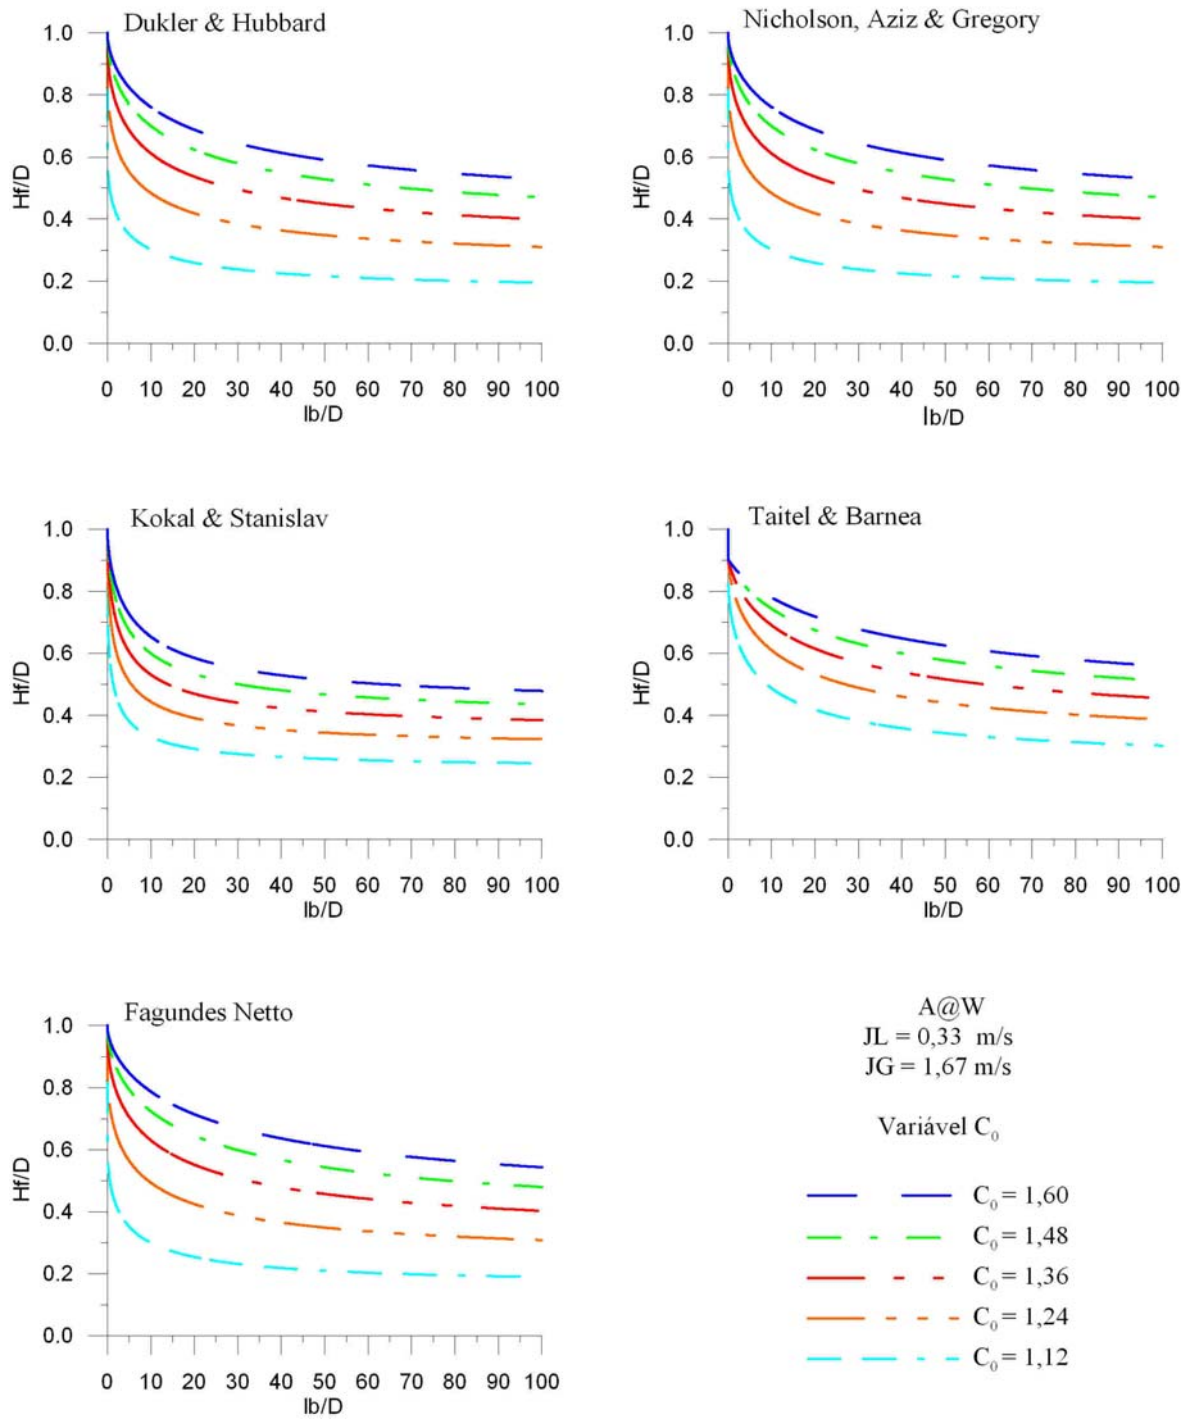 Dukler & Hubbard
1.0
0.8
0.6
0.4
0.2
0.0
Hf/D
0 10 20 30 40 50 60 70 80 90 100
lb/D
Nicholson, Aziz & Gregory
1.0
0.8
0.6
0.4
0.2
0.0
Hf/D
0 10 20 30 40 50 60 70 80 90 100
lb/D
Kokal & Stanislav
1.0
0.8
0.6
0.4
0.2
0.0
Hf/D
0 10 20 30 40 50 60 70 80 90 100
lb/D
Taitel & Barnea
1.0
0.8
0.6
0.4
0.2
0.0
Hf/D
0 10 20 30 40 50 60 70 80 90 100
lb/D
Fagundes Netto
1.0
0.8
0.6
0.4
0.2
0.0
Hf/D
0 10 20 30 40 50 60 70 80 90 100
lb/D
A@W
JL = 0,33 m/s
JG = 1,67 m/s
Variável C₀
C₀ = 1,60
C₀ = 1,48
C₀ = 1,36
C₀ = 1,24
C₀ = 1,12